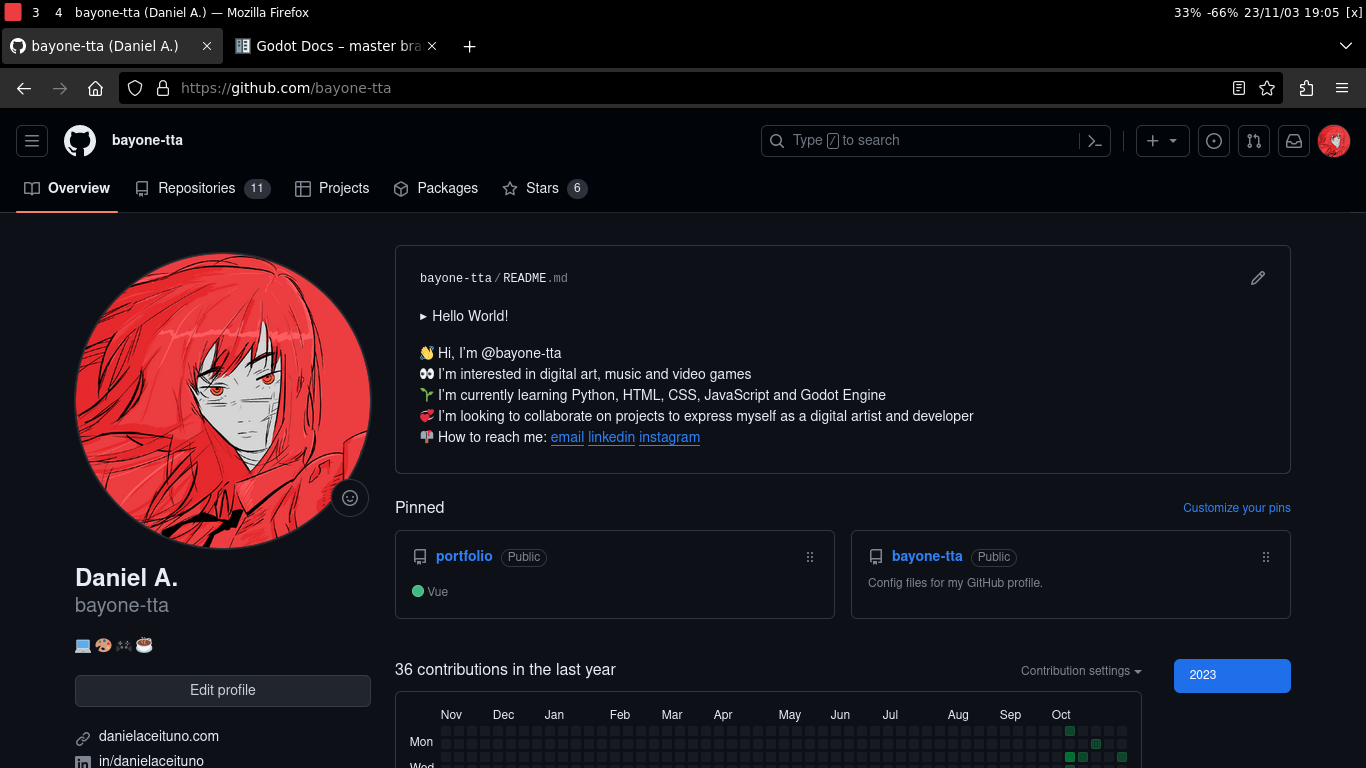 3 4 bayone-tta (Daniel A.) — Mozilla Firefox 33% -66% 23/11/03 19:05 [x]
bayone-tta (Daniel A.) Godot Docs – master bra
https://github.com/bayone-tta
bayone-tta Type / to search
Overview Repositories 11 Projects Packages Stars 6
bayone-tta/README.md
▸ Hello World!
👋 Hi, I’m @bayone-tta
👀 I’m interested in digital art, music and video games
🌱 I’m currently learning Python, HTML, CSS, JavaScript and Godot Engine
💞 I’m looking to collaborate on projects to express myself as a digital artist and developer
📬 How to reach me: email linkedin instagram
Pinned Customize your pins
portfolio Public
Vue
bayone-tta Public
Config files for my GitHub profile.
Daniel A.
bayone-tta
💻🎨🎮☕
Edit profile
danielaceituno.com
in/danielaceituno
36 contributions in the last year Contribution settings 2023
Nov Dec Jan Feb Mar Apr May Jun Jul Aug Sep Oct
Mon
Wed